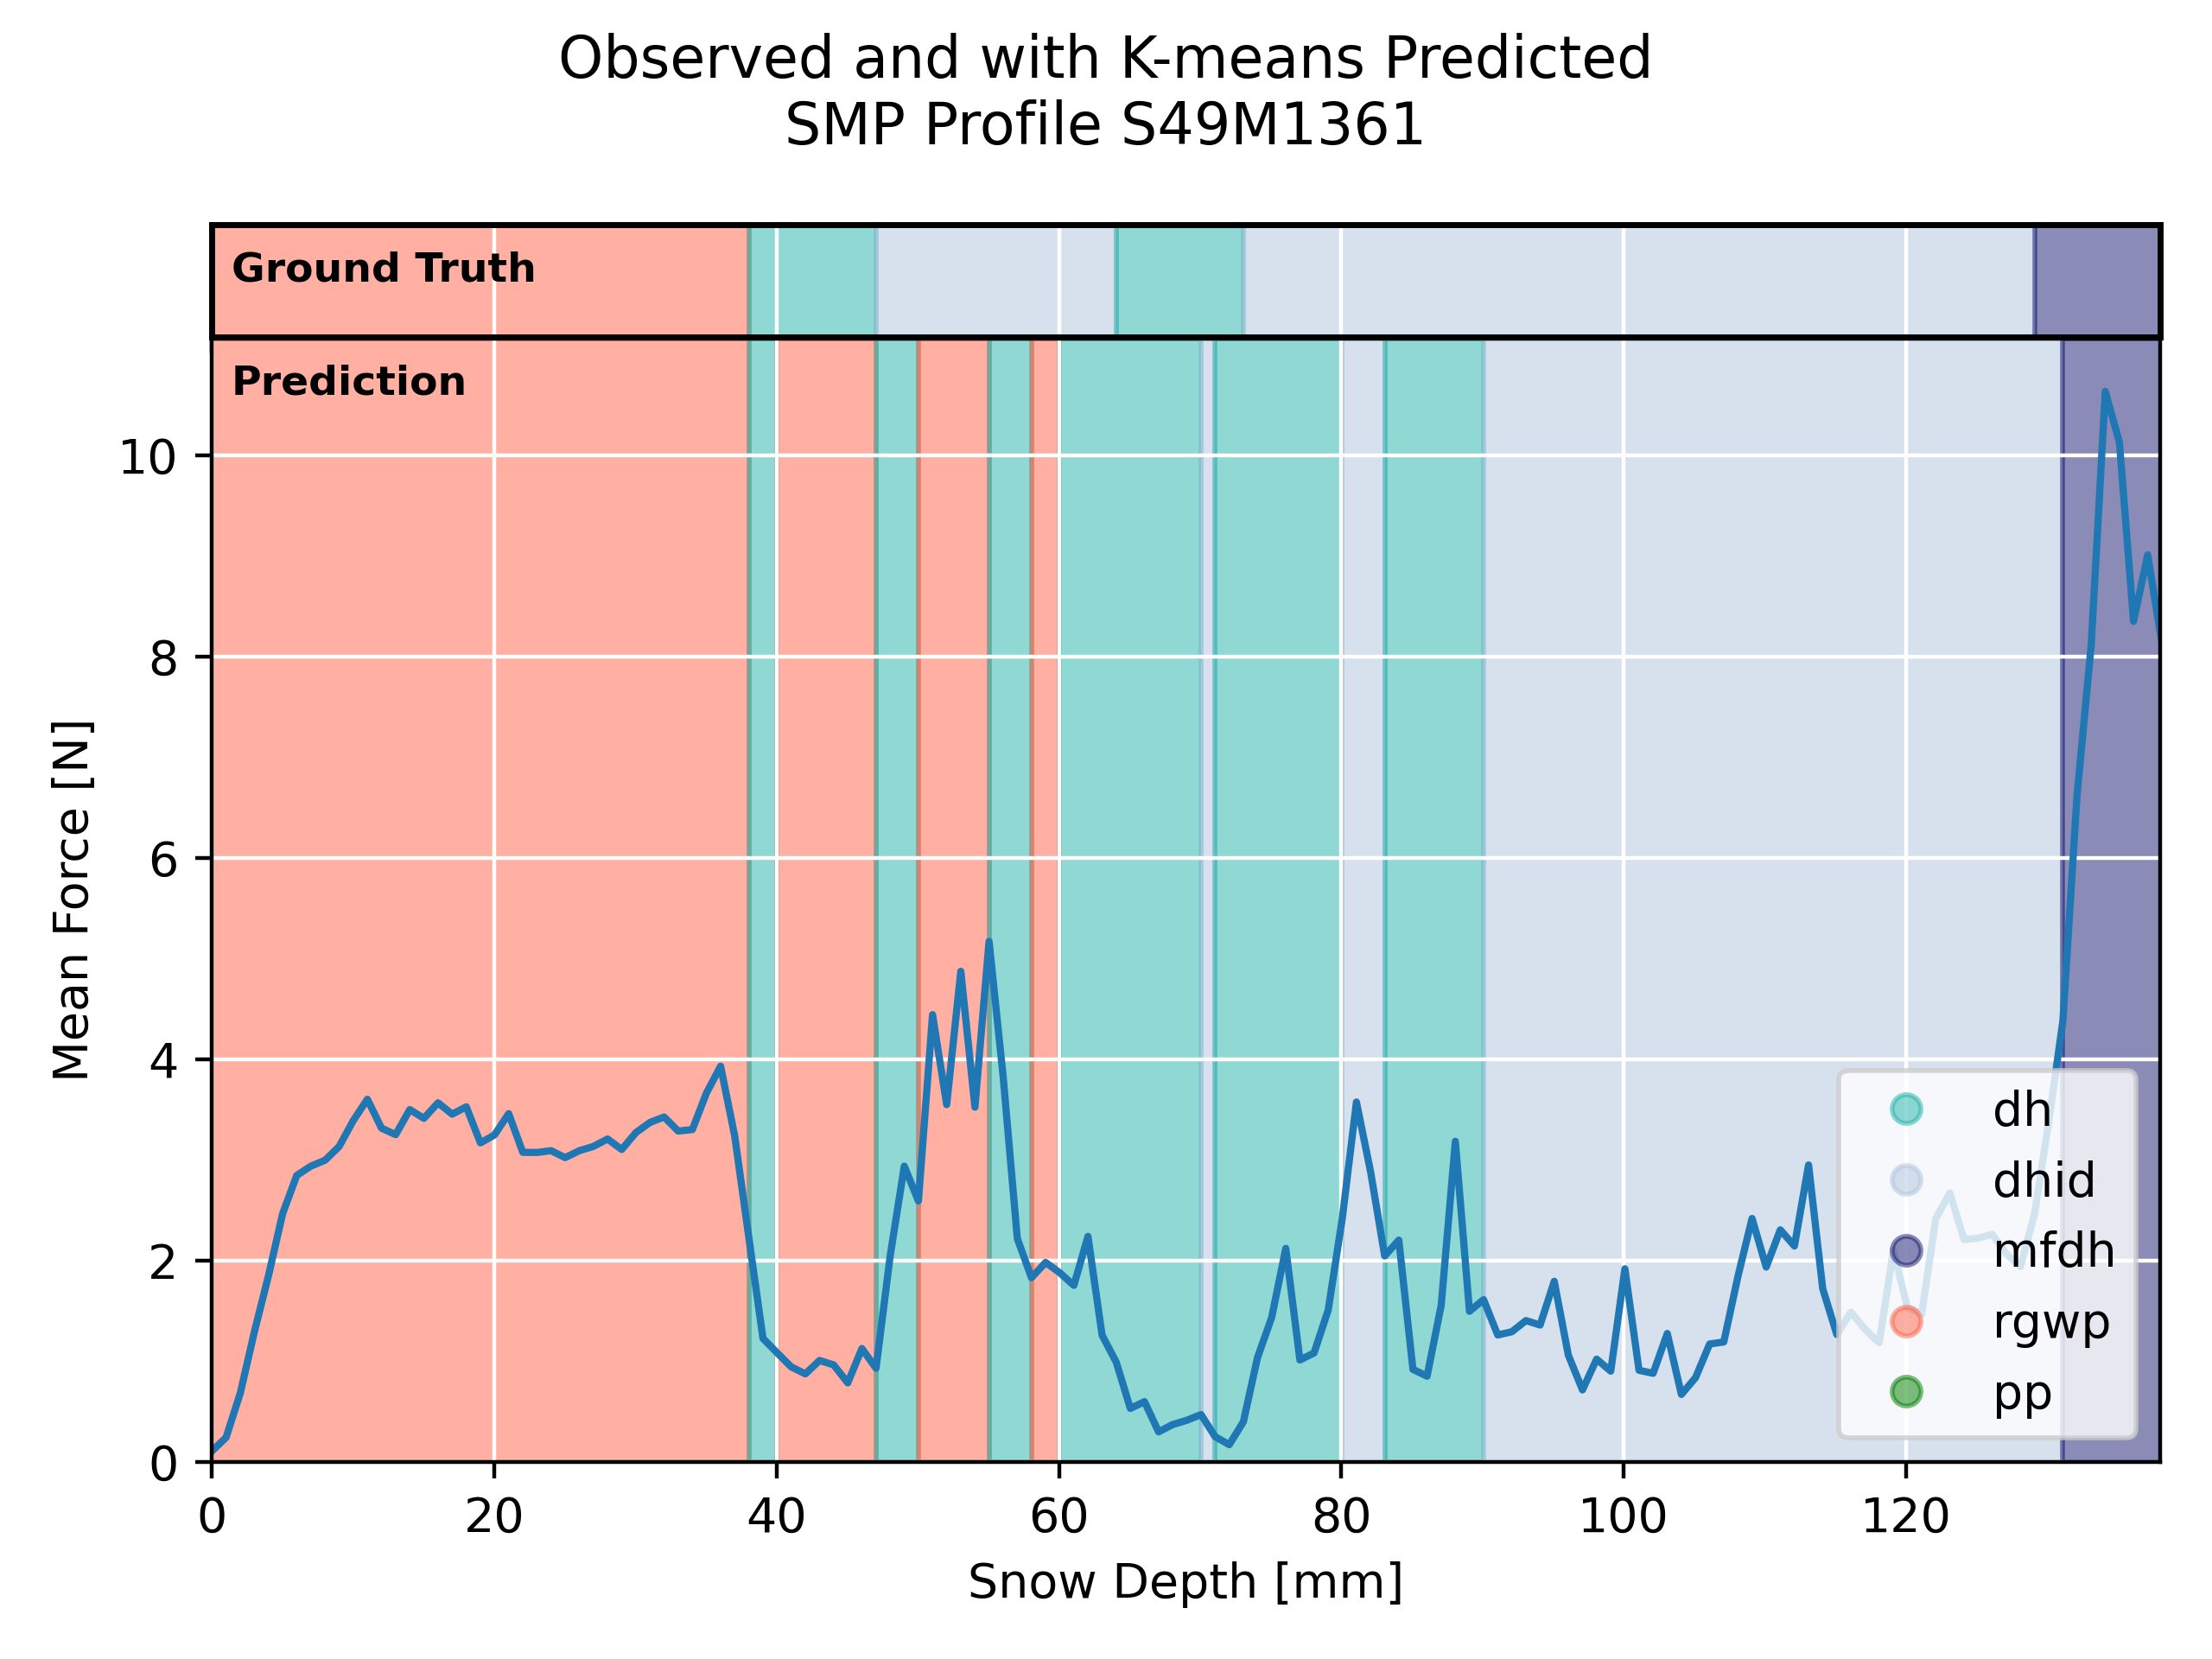 Observed and with K-means Predicted
SMP Profile S49M1361
Ground Truth
Prediction
10
8
6
4
2
0
Mean Force [N]
dh
dhid
mfdh
rgwp
pp
0 20 40 60 80 100 120
Snow Depth [mm]